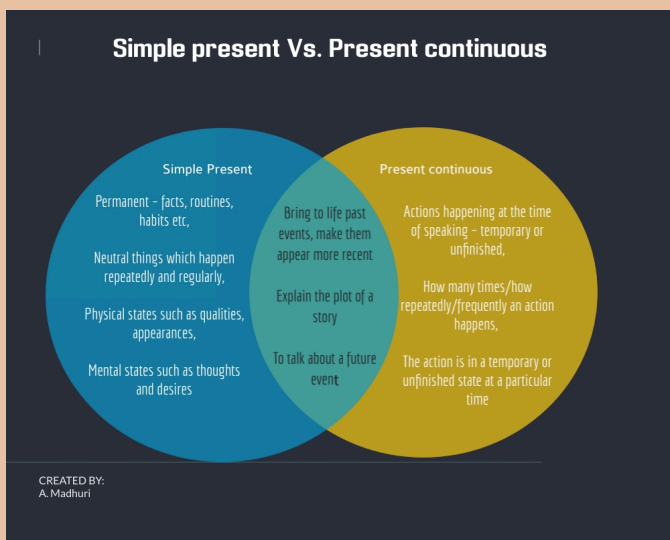 Simple present Vs. Present continuous
Simple Present
Permanent - facts, routines,
habits etc,
Neutral things which happen
repeatedly and regularly,
Physical states such as qualities,
appearances,
Mental states such as thoughts
and desires
Bring to life past
events, make them
appear more recent
Explain the plot of a
story
To talk about a future
event
Present continuous
Actions happening at the time
of speaking - temporary or
unfinished,
How many times/how
repeatedly/frequently an action
happens,
The action is in a temporary or
unfinished state at a particular
time
CREATED BY:
A. Madhuri